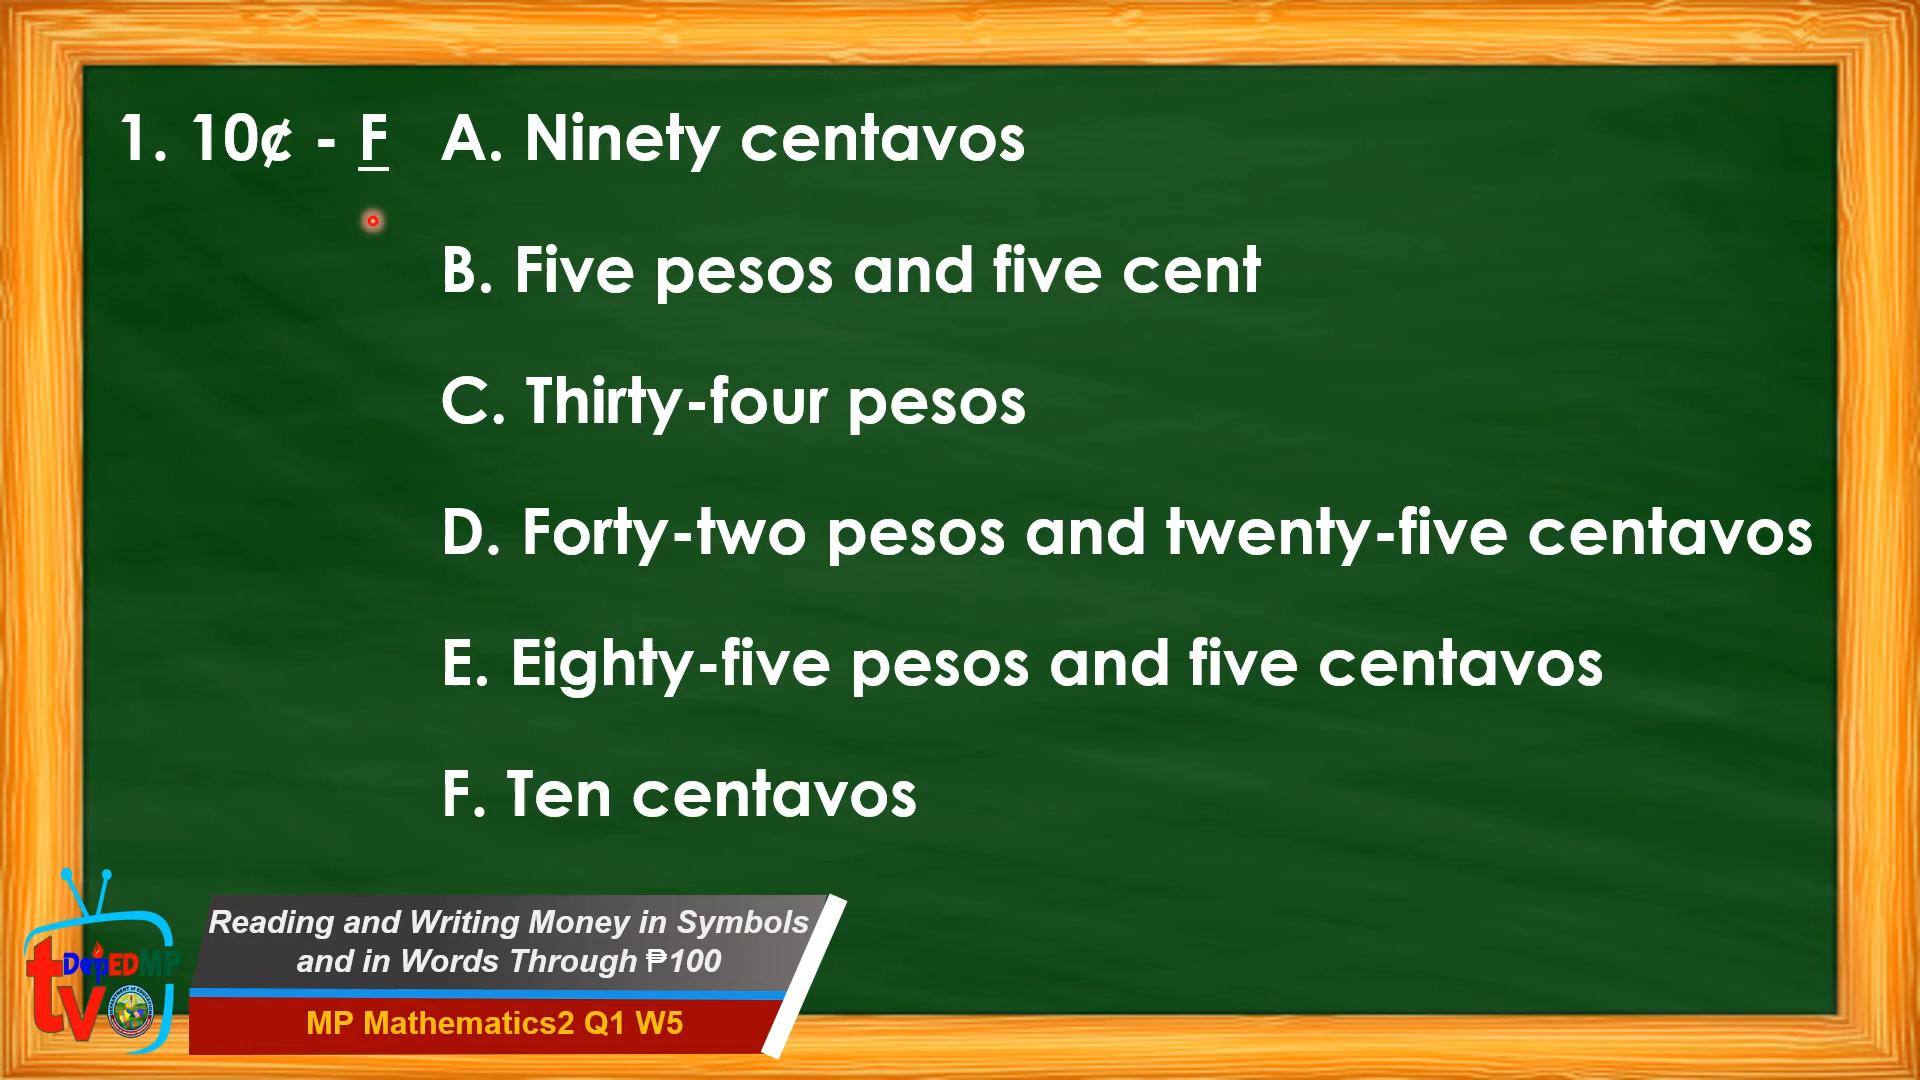 1. 10¢ - F
A. Ninety centavos
B. Five pesos and five cent
C. Thirty-four pesos
D. Forty-two pesos and twenty-five centavos
E. Eighty-five pesos and five centavos
F. Ten centavos
Reading and Writing Money in Symbols
and in Words Through ₱100
MP Mathematics2 Q1 W5
DepEDMP
tv